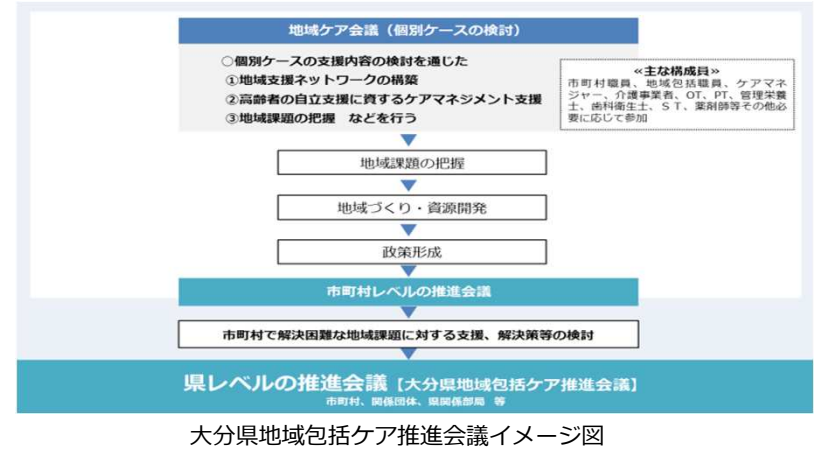 地域ケア会議（個別ケースの検討）
○個別ケースの支援内容の検討を通じた
①地域支援ネットワークの構築
②高齢者の自立支援に資するケアマネジメント支援
③地域課題の把握　などを行う
≪主な構成員≫
市町村職員、地域包括職員、ケアマネ
ジャー、介護事業者、OT、PT、管理栄養
士、歯科衛生士、ＳＴ、薬剤師等その他必
要に応じて参加
地域課題の把握
地域づくり・資源開発
政策形成
市町村レベルの推進会議
市町村で解決困難な地域課題に対する支援、解決策等の検討
県レベルの推進会議【大分県地域包括ケア推進会議】
市町村、関係団体、県関係部局　等
大分県地域包括ケア推進会議イメージ図